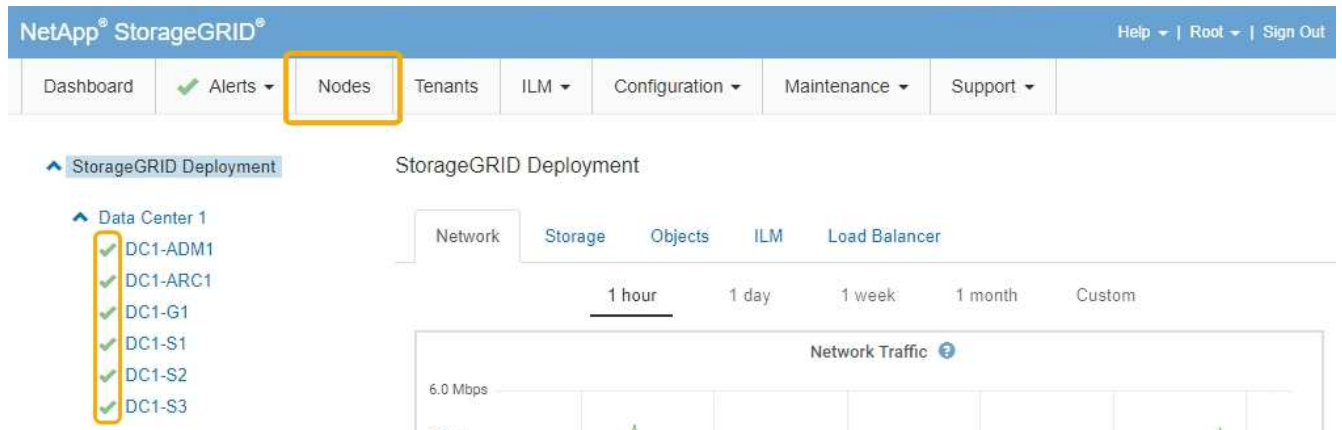 NetApp® StorageGRID®
Help | Root | Sign Out
Dashboard Alerts Nodes Tenants ILM Configuration Maintenance Support
StorageGRID Deployment
Data Center 1
DC1-ADM1
DC1-ARC1
DC1-G1
DC1-S1
DC1-S2
DC1-S3
StorageGRID Deployment
Network Storage Objects ILM Load Balancer
1 hour 1 day 1 week 1 month Custom
Network Traffic ?
6.0 Mbps